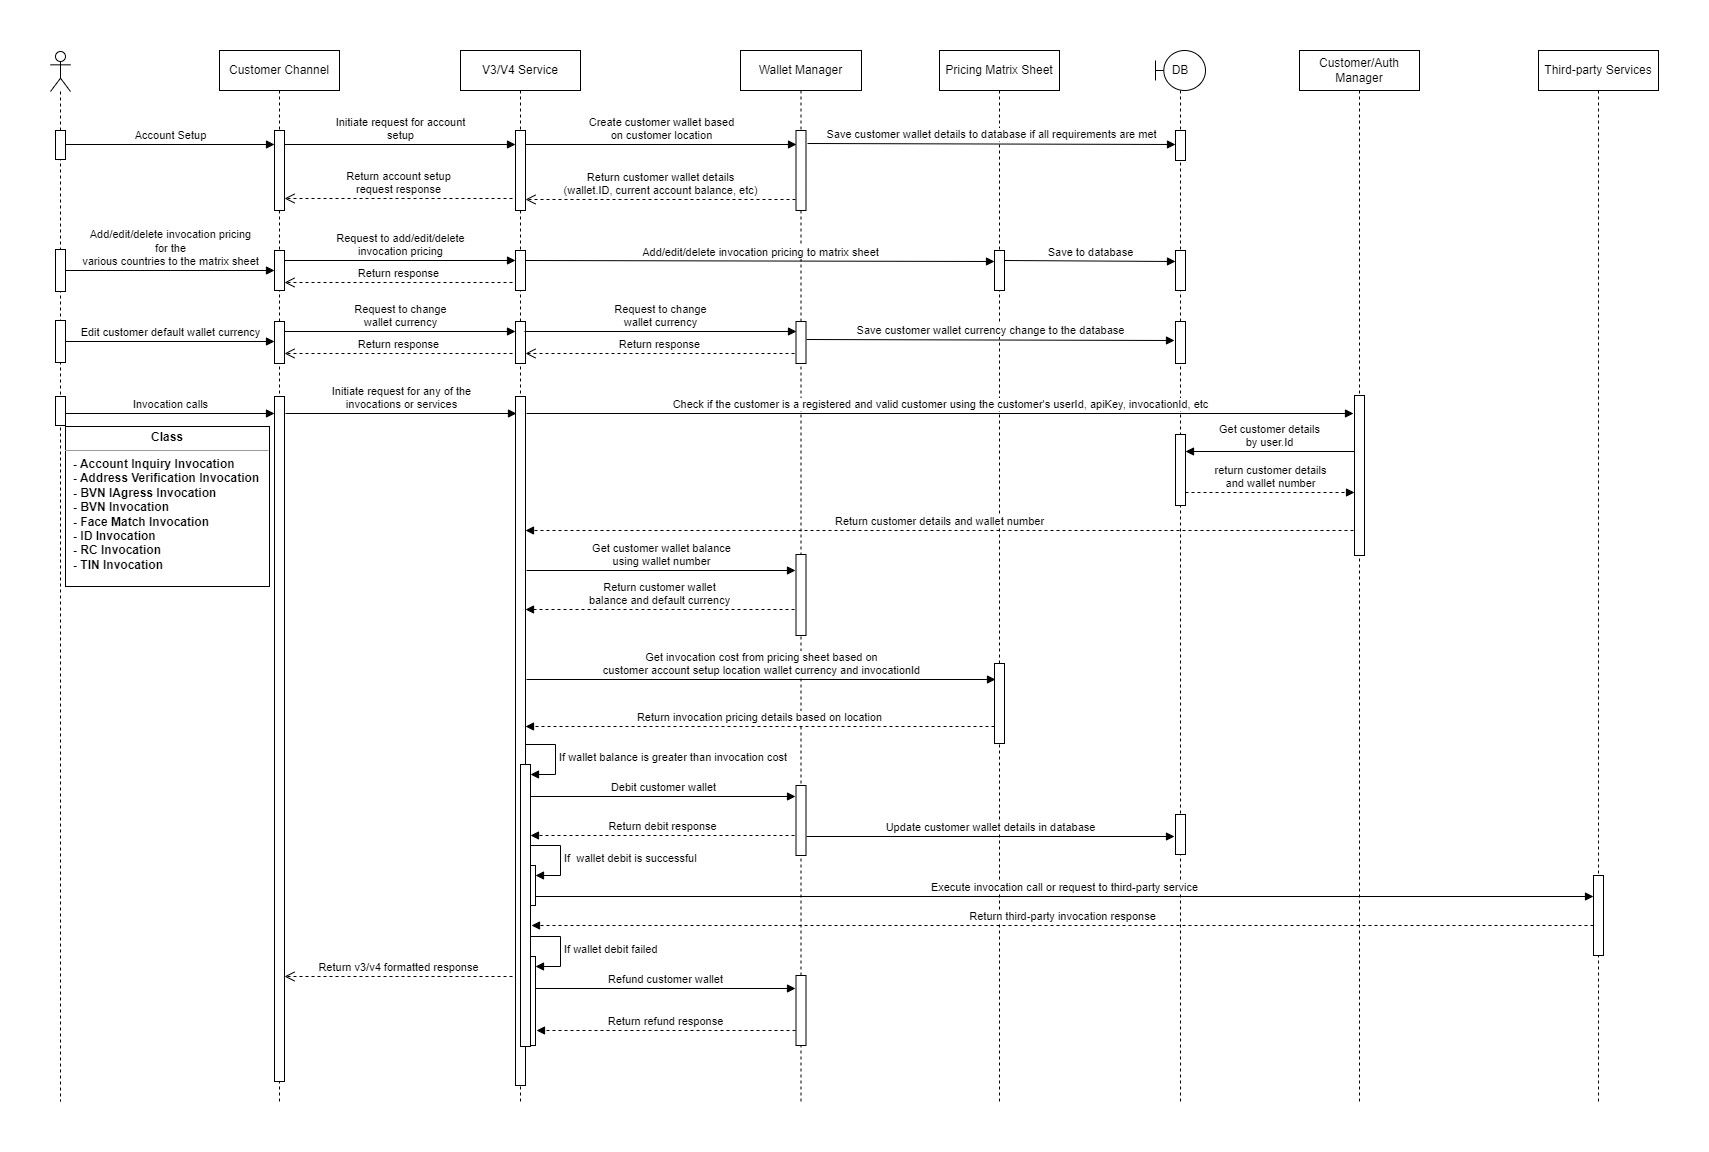 Customer Channel
V3/V4 Service
Wallet Manager
Pricing Matrix Sheet
DB
Customer/Auth
Manager
Third-party Services
Account Setup
Initiate request for account
setup
Create customer wallet based
on customer location
Save customer wallet details to database if all requirements are met
Return account setup
request response
Return customer wallet details
(wallet.ID, current account balance, etc)
Add/edit/delete invocation pricing
for the
various countries to the matrix sheet
Request to add/edit/delete
invocation pricing
Add/edit/delete invocation pricing to matrix sheet
Save to database
Return response
Edit customer default wallet currency
Request to change
wallet currency
Request to change
wallet currency
Save customer wallet currency change to the database
Return response
Return response
Invocation calls
Initiate request for any of the
invocations or services
Check if the customer is a registered and valid customer using the customer's userId, apiKey, invocationId, etc
Class
- Account Inquiry Invocation
- Address Verification Invocation
- BVN IAgress Invocation
- BVN Invocation
- Face Match Invocation
- ID Invocation
- RC Invocation
- TIN Invocation
Get customer details
by user.Id
return customer details
and wallet number
Return customer details and wallet number
Get customer wallet balance
using wallet number
Return customer wallet
balance and default currency
Get invocation cost from pricing sheet based on
customer account setup location wallet currency and invocationId
Return invocation pricing details based on location
If wallet balance is greater than invocation cost
Debit customer wallet
Return debit response
Update customer wallet details in database
If  wallet debit is successful
Execute invocation call or request to third-party service
Return third-party invocation response
If wallet debit failed
Return v3/v4 formatted response
Refund customer wallet
Return refund response